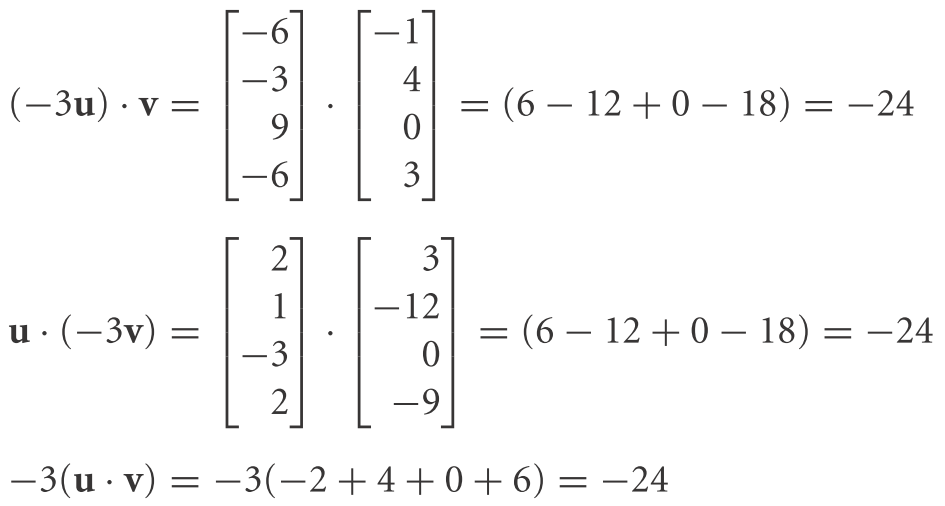 (−3u) · v = [−6 −3 9 −6] · [−1 4 0 3] = (6 − 12 + 0 − 18) = −24
u · (−3v) = [2 1 −3 2] · [3 −12 0 −9] = (6 − 12 + 0 − 18) = −24
−3(u · v) = −3(−2 + 4 + 0 + 6) = −24